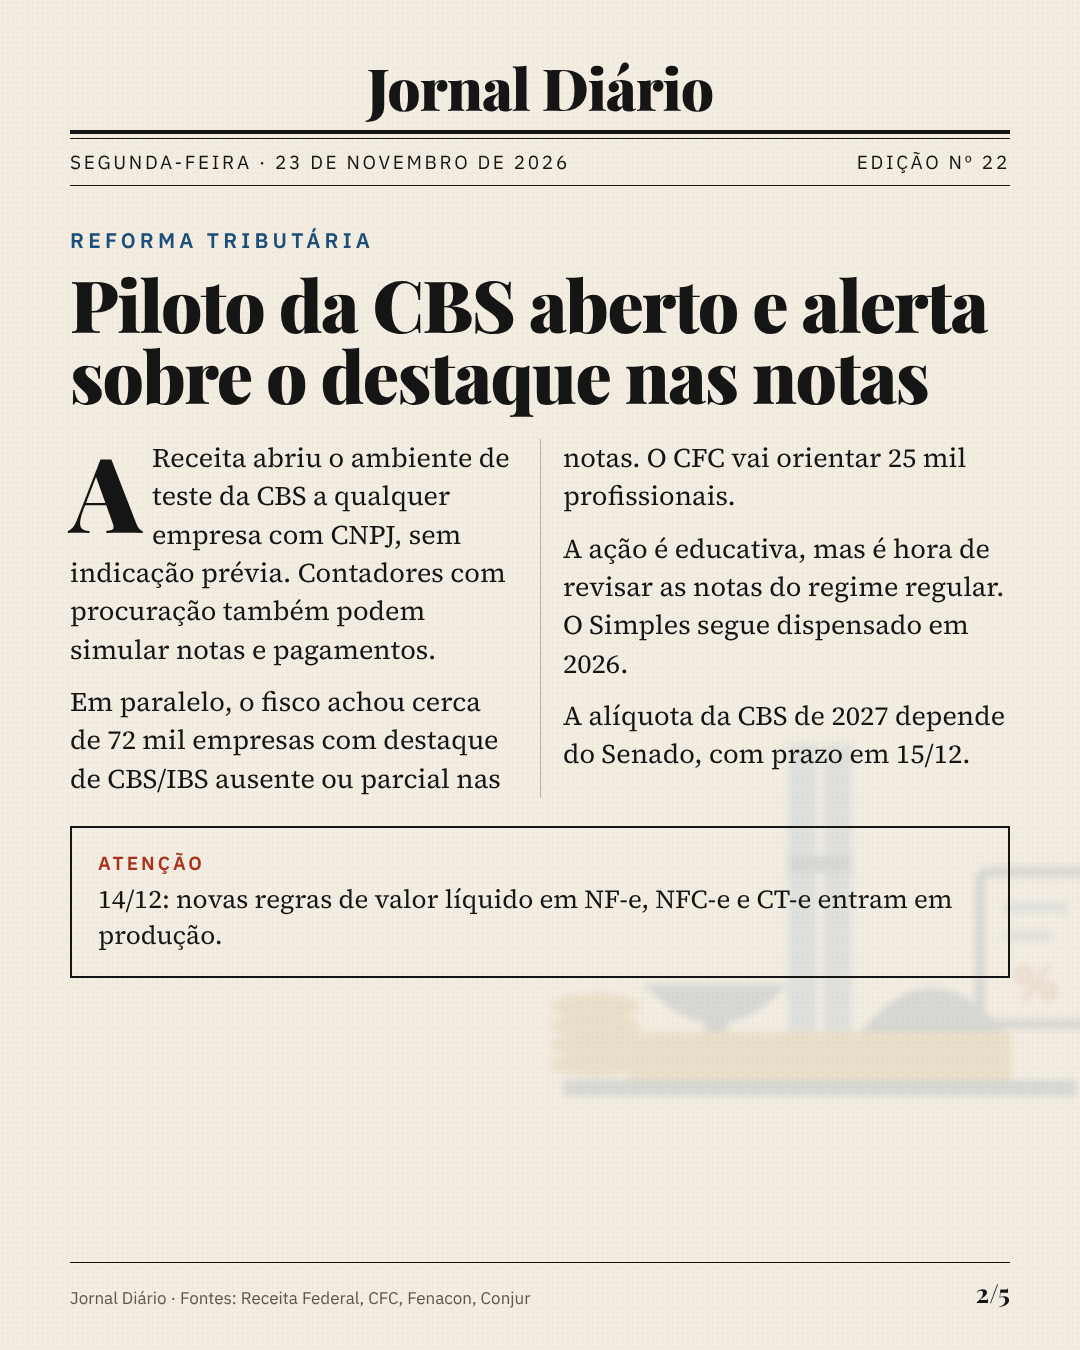 Jornal Diário
SEGUNDA-FEIRA · 23 DE NOVEMBRO DE 2026
EDIÇÃO Nº 22
REFORMA TRIBUTÁRIA
Piloto da CBS aberto e alerta
sobre o destaque nas notas
A Receita abriu o ambiente de
teste da CBS a qualquer
empresa com CNPJ, sem
indicação prévia. Contadores com
procuração também podem
simular notas e pagamentos.
Em paralelo, o fisco achou cerca
de 72 mil empresas com destaque
de CBS/IBS ausente ou parcial nas
notas. O CFC vai orientar 25 mil
profissionais.
A ação é educativa, mas é hora de
revisar as notas do regime regular.
O Simples segue dispensado em
2026.
A alíquota da CBS de 2027 depende
do Senado, com prazo em 15/12.
ATENÇÃO
14/12: novas regras de valor líquido em NF-e, NFC-e e CT-e entram em
produção.
%
Jornal Diário · Fontes: Receita Federal, CFC, Fenacon, Conjur
2/5